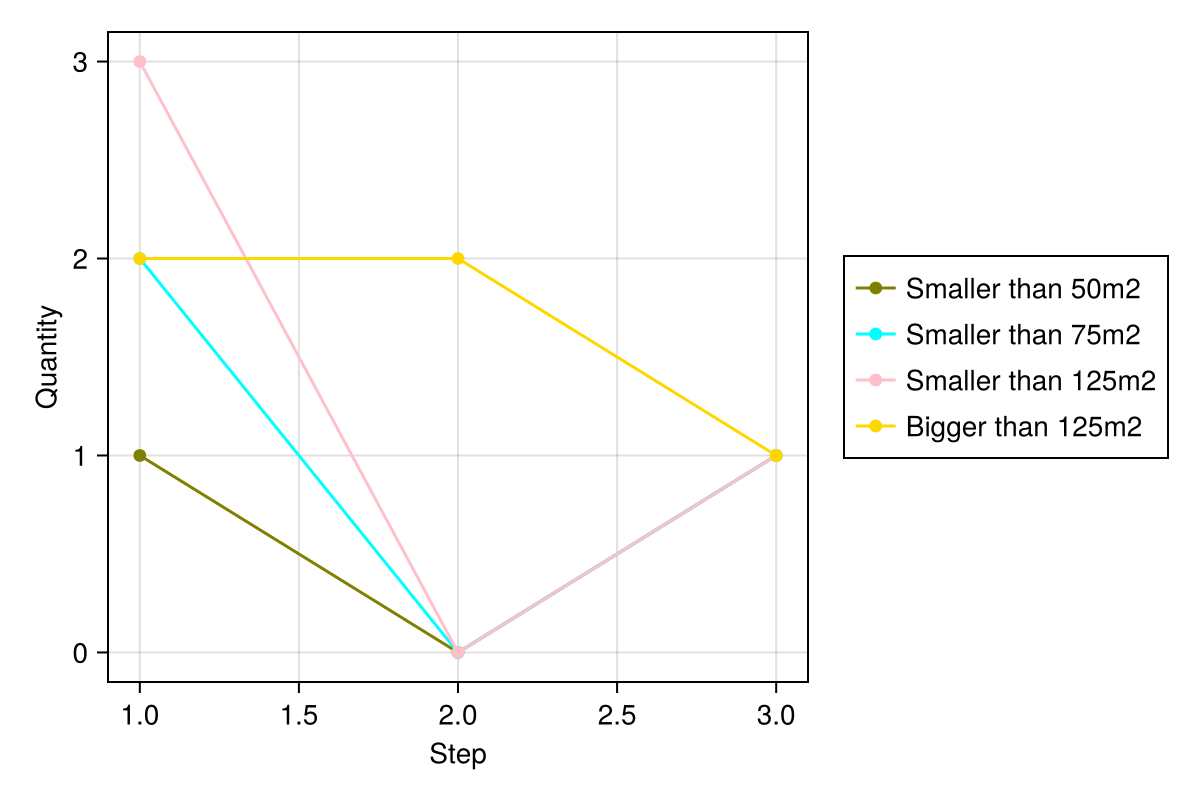 3
2
1
0
Quantity
1.0 1.5 2.0 2.5 3.0
Step
Smaller than 50m2
Smaller than 75m2
Smaller than 125m2
Bigger than 125m2